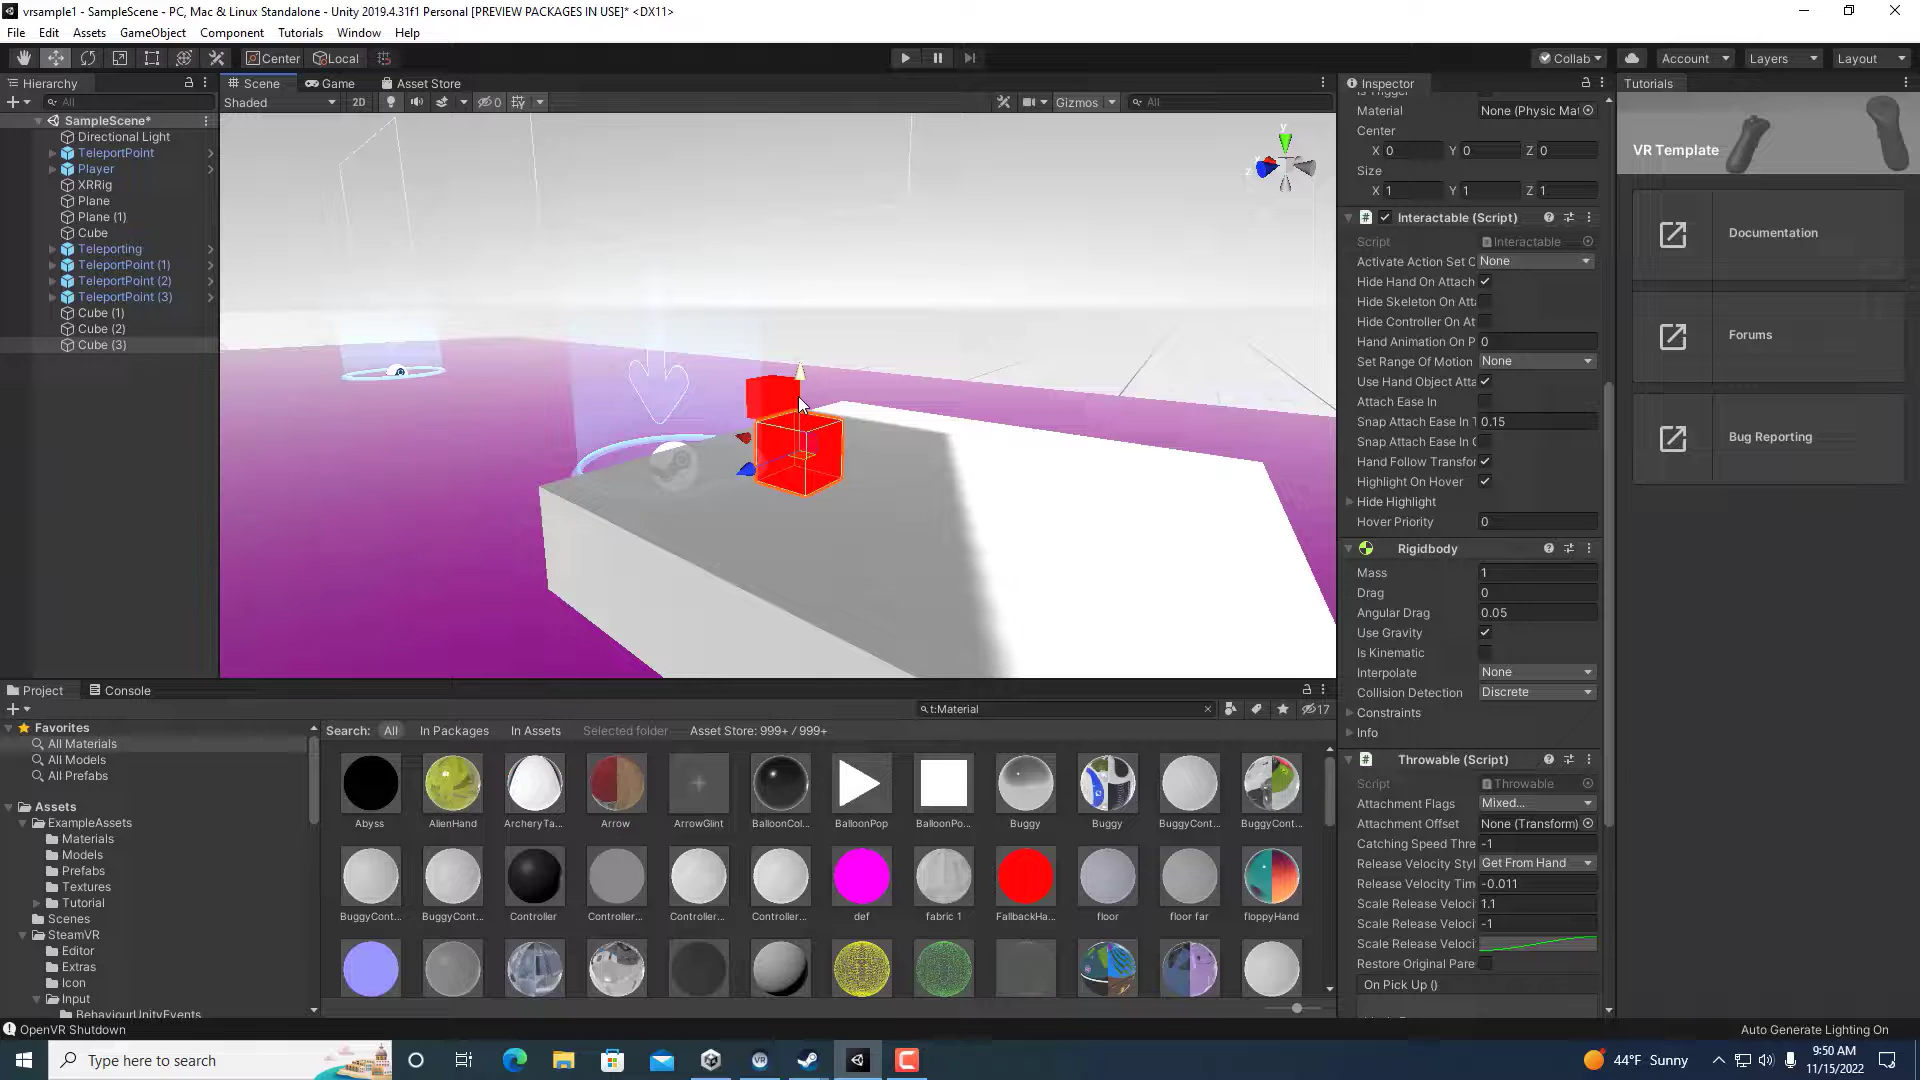 vrsample1 - SampleScene - PC, Mac & Linux Standalone - Unity 2019.4.31f1 Personal [PREVIEW PACKAGES IN USE]* <DX11>
File Edit Assets GameObject Component Tutorials Window Help
Center Local Collab Account Layers Layout
Hierarchy
All
SampleScene*
Directional Light
TeleportPoint
Player
XRRig
Plane
Plane (1)
Cube
Teleporting
TeleportPoint (1)
TeleportPoint (2)
TeleportPoint (3)
Cube (1)
Cube (2)
Cube (3)
Scene Game Asset Store
Shaded 2D 0 Gizmos All
y
z
Inspector
Material None (Physic Mat
Center
X 0 Y 0 Z 0
Size
X 1 Y 1 Z 1
Interactable (Script)
Script Interactable
Activate Action Set O None
Hide Hand On Attach
Hide Skeleton On Atta
Hide Controller On At
Hand Animation On P 0
Set Range Of Motion None
Use Hand Object Atta
Attach Ease In
Snap Attach Ease In T 0.15
Snap Attach Ease In C
Hand Follow Transfor
Highlight On Hover
Hide Highlight
Hover Priority 0
Rigidbody
Mass 1
Drag 0
Angular Drag 0.05
Use Gravity
Is Kinematic
Interpolate None
Collision Detection Discrete
Constraints
Info
Throwable (Script)
Script Throwable
Attachment Flags Mixed...
Attachment Offset None (Transform)
Catching Speed Thre -1
Release Velocity Styl Get From Hand
Release Velocity Tim -0.011
Scale Release Veloci 1.1
Scale Release Veloci -1
Scale Release Veloci
Restore Original Pare
On Pick Up ()
Tutorials
VR Template
Documentation
Forums
Bug Reporting
Project Console
t:Material 17
Favorites
All Materials
All Models
All Prefabs
Assets
ExampleAssets
Materials
Models
Prefabs
Textures
Tutorial
Scenes
SteamVR
Editor
Extras
Icon
Input
BehaviourUnityEvents
Search: All In Packages In Assets Selected folder Asset Store: 999+ / 999+
Abyss AlienHand ArcheryTa... Arrow ArrowGlint BalloonCol... BalloonPop BalloonPo... Buggy Buggy BuggyCont... BuggyCont...
BuggyCont... BuggyCont... Controller Controller... Controller... Controller... def fabric 1 FallbackHa... floor floor far floppyHand
OpenVR Shutdown
Auto Generate Lighting On
Type here to search
44°F Sunny
9:50 AM
11/15/2022